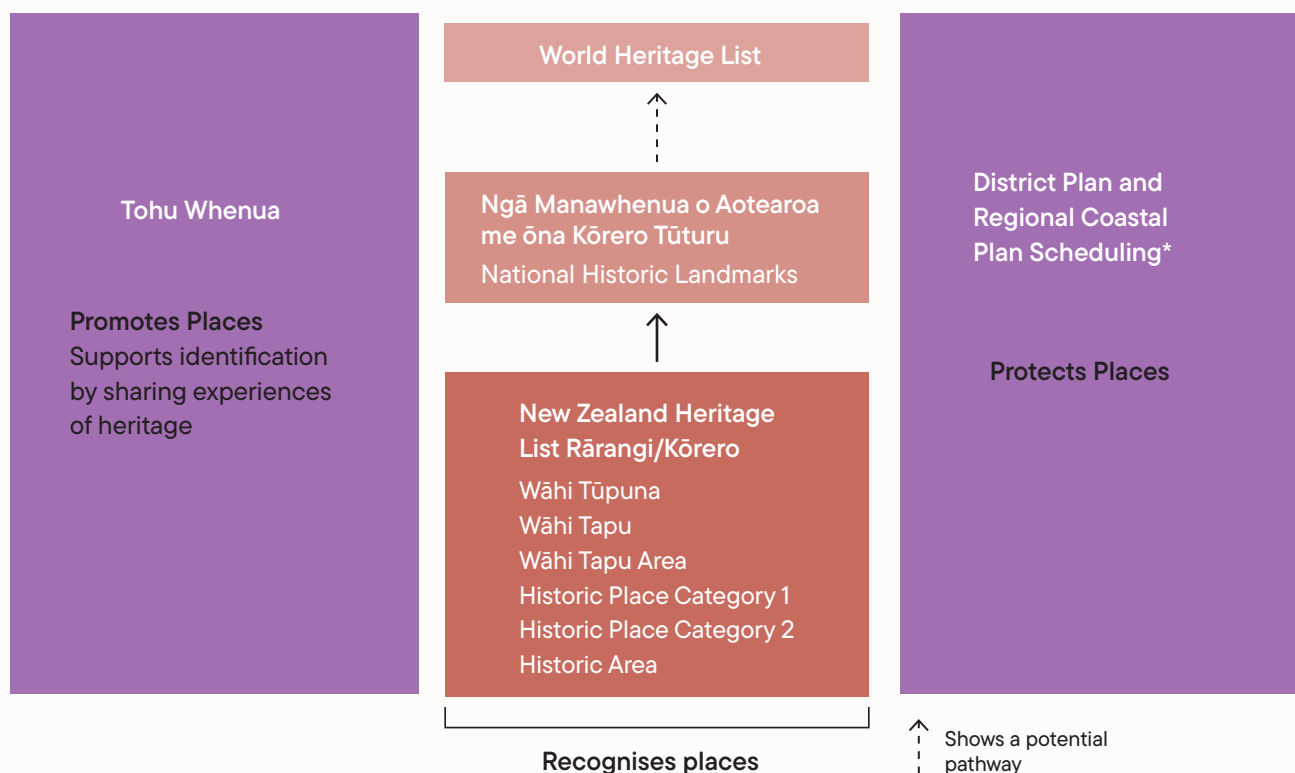 Tohu Whenua
Promotes Places
Supports identification
by sharing experiences
of heritage
World Heritage List
Ngā Manawhenua o Aotearoa
me ōna Kōrero Tūturu
National Historic Landmarks
New Zealand Heritage
List Rārangi/Kōrero
Wāhi Tūpuna
Wāhi Tapu
Wāhi Tapu Area
Historic Place Category 1
Historic Place Category 2
Historic Area
Recognises places
District Plan and
Regional Coastal
Plan Scheduling*
Protects Places
Shows a potential
pathway